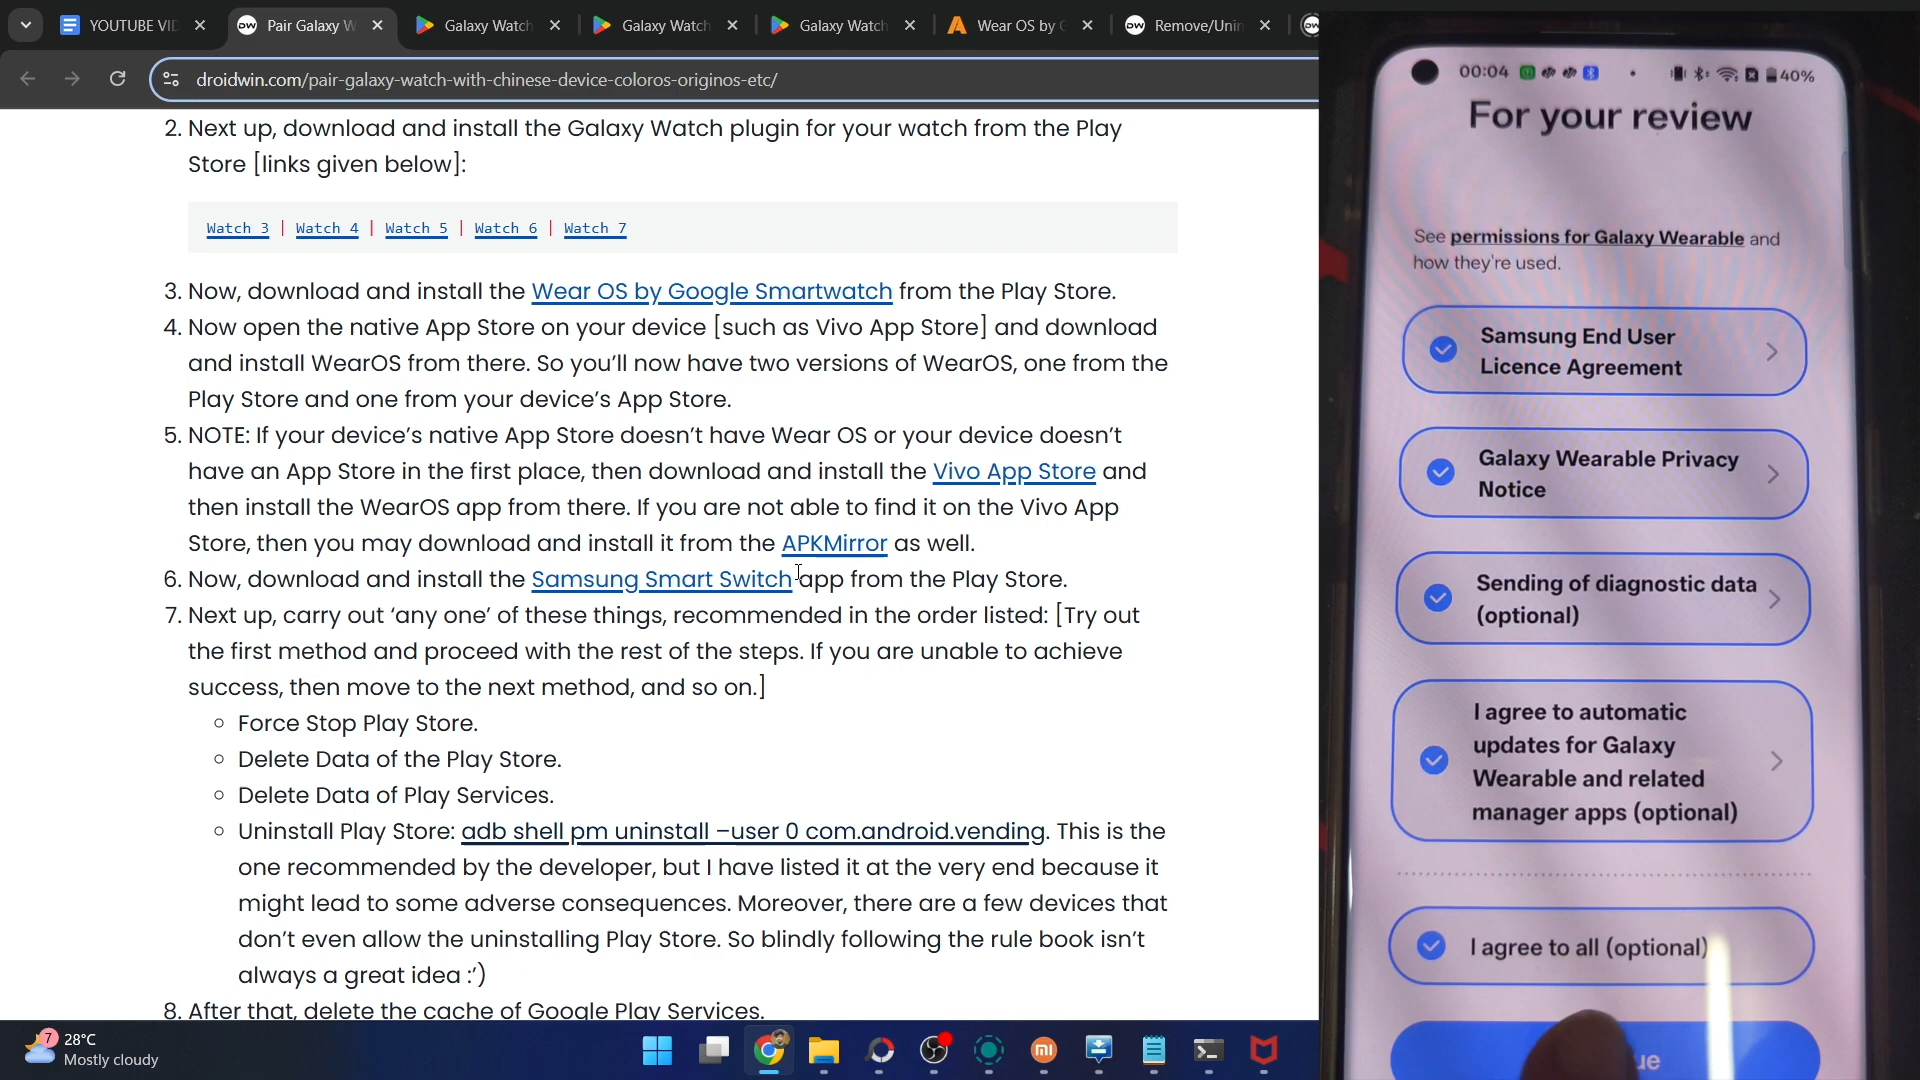 YOUTUBE VI
Pair Galaxy W
Galaxy Watch
Galaxy Watch
Galaxy Watch
Wear OS by G
Remove/Unin
droidwin.com/pair-galaxy-watch-with-chinese-device-coloros-originos-etc/
2. Next up, download and install the Galaxy Watch plugin for your watch from the Play
Store [links given below]:
Watch 3 | Watch 4 | Watch 5 | Watch 6 | Watch 7
3. Now, download and install the Wear OS by Google Smartwatch from the Play Store.
4. Now open the native App Store on your device [such as Vivo App Store] and download
and install WearOS from there. So you’ll now have two versions of WearOS, one from the
Play Store and one from your device’s App Store.
5. NOTE: If your device’s native App Store doesn’t have Wear OS or your device doesn’t
have an App Store in the first place, then download and install the Vivo App Store and
then install the WearOS app from there. If you are not able to find it on the Vivo App
Store, then you may download and install it from the APKMirror as well.
6. Now, download and install the Samsung Smart Switch app from the Play Store.
7. Next up, carry out ‘any one’ of these things, recommended in the order listed: [Try out
the first method and proceed with the rest of the steps. If you are unable to achieve
success, then move to the next method, and so on.]
Force Stop Play Store.
Delete Data of the Play Store.
Delete Data of Play Services.
Uninstall Play Store: adb shell pm uninstall –user 0 com.android.vending. This is the
one recommended by the developer, but I have listed it at the very end because it
might lead to some adverse consequences. Moreover, there are a few devices that
don’t even allow the uninstalling Play Store. So blindly following the rule book isn’t
always a great idea :’)
8. After that, delete the cache of Google Play Services.
7
28°C
Mostly cloudy
00:04
40%
For your review
See permissions for Galaxy Wearable and
how they're used.
Samsung End User
Licence Agreement
Galaxy Wearable Privacy
Notice
Sending of diagnostic data
(optional)
I agree to automatic
updates for Galaxy
Wearable and related
manager apps (optional)
I agree to all (optional)
ue